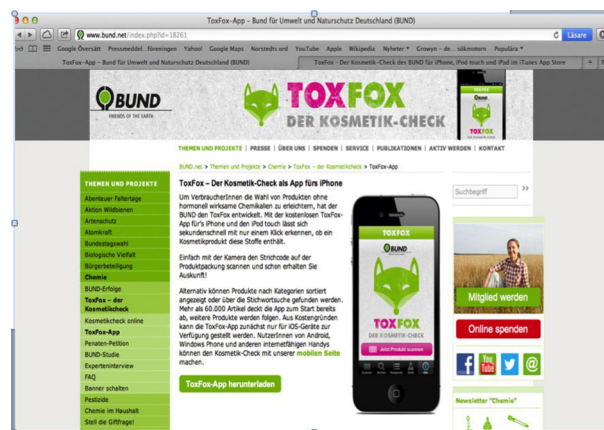 ToxFox-App – Bund für Umwelt und Naturschutz Deutschland (BUND)
www.bund.net/index.php?id=18261
Läsare
Google Översätt Pressmeddel...föreningen Yahoo! Google Maps Norstedts ord YouTube Apple Wikipedia Nyheter Growyn - de... sökmotorn Populära
ToxFox-App – Bund für Umwelt und Naturschutz Deutschland (BUND)
ToxFox – Der Kosmetik-Check des BUND für iPhone, iPod touch und iPad im iTunes App Store
BUND
FRIENDS OF THE EARTH
TOXFOX
DER KOSMETIK-CHECK
THEMEN UND PROJEKTE | PRESSE | ÜBER UNS | SPENDEN | SERVICE | PUBLIKATIONEN | AKTIV WERDEN | KONTAKT
BUND.net > Themen und Projekte > Chemie > ToxFox – der Kosmetikcheck > ToxFox-App
THEMEN UND PROJEKTE
Abenteuer Faltertage
Aktion Wildbienen
Artenschutz
Atomkraft
Bundestagswahl
Biologische Vielfalt
Bürgerbeteiligung
Chemie
BUND-Erfolge
ToxFox – der
Kosmetikcheck
Kosmetikcheck online
ToxFox-App
Penaten-Petition
BUND-Studie
Experteninterview
FAQ
Banner schalten
Pestizide
Chemie im Haushalt
Stell die Giftfrage!
ToxFox – Der Kosmetik-Check als App fürs iPhone
Um VerbraucherInnen die Wahl von Produkten ohne
hormonell wirksame Chemikalien zu erleichtern, hat der
BUND den ToxFox entwickelt. Mit der kostenlosen ToxFox-
App für's iPhone und den iPod touch lässt sich
sekundenschnell mit nur einem Klick erkennen, ob ein
Kosmetikprodukt diese Stoffe enthält.
Einfach mit der Kamera den Strichcode auf der
Produktpackung scannen und schon erhalten Sie
Auskunft!
Alternativ können Produkte nach Kategorien sortiert
angezeigt oder über die Stichwortsuche gefunden werden.
Mehr als 60.000 Artikel deckt die App zum Start bereits
ab, weitere Produkte werden folgen. Aus Kostengründen
kann die ToxFox-App zunächst nur für iOS-Geräte zur
Verfügung gestellt werden. NutzerInnen von Android,
Windows Phone und anderen internetfähigen Handys
können den Kosmetik-Check mit unserer mobilen Seite
machen.
ToxFox-App herunterladen
BUND
FRIENDS OF THE EARTH
TOXFOX
DER KOSMETIK-CHECK
Jetzt Produkt scannen
Suchbegriff >>
Mitglied werden
Online spenden
f You Tube @
Newsletter "Chemie"